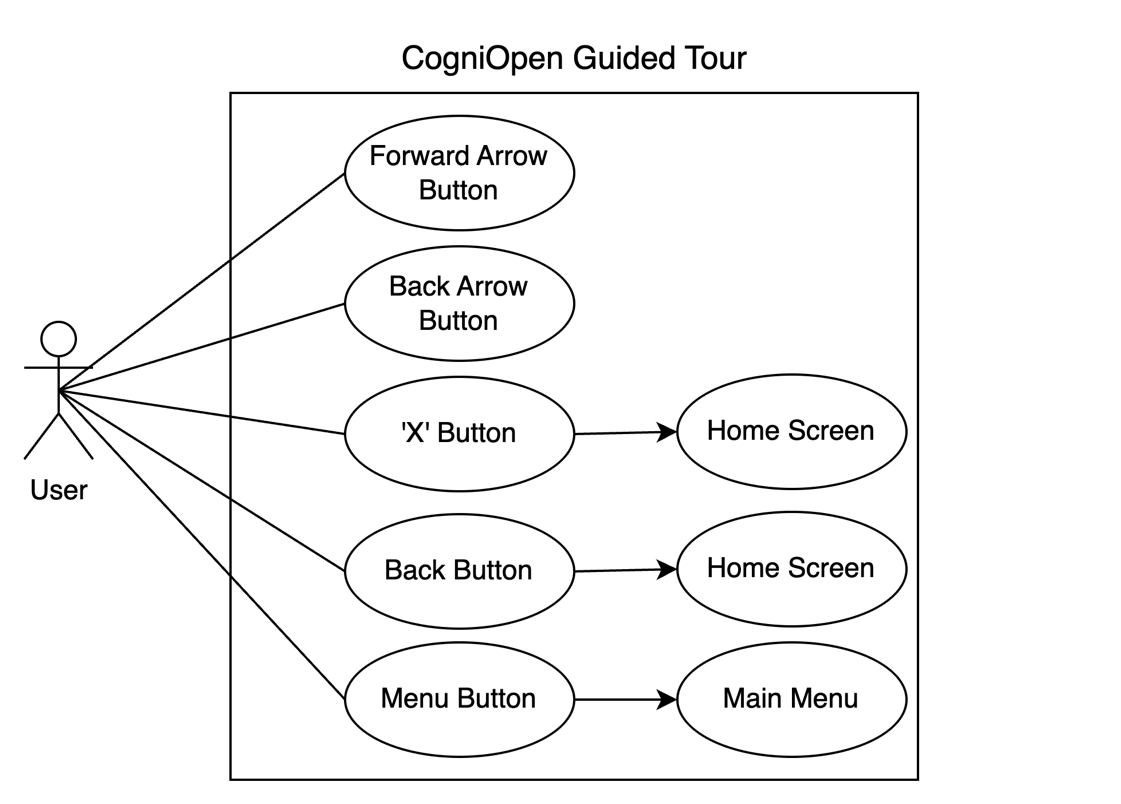 CogniOpen Guided Tour
Forward Arrow
Button
Back Arrow
Button
'X' Button
Home Screen
User
Back Button
Home Screen
Menu Button
Main Menu